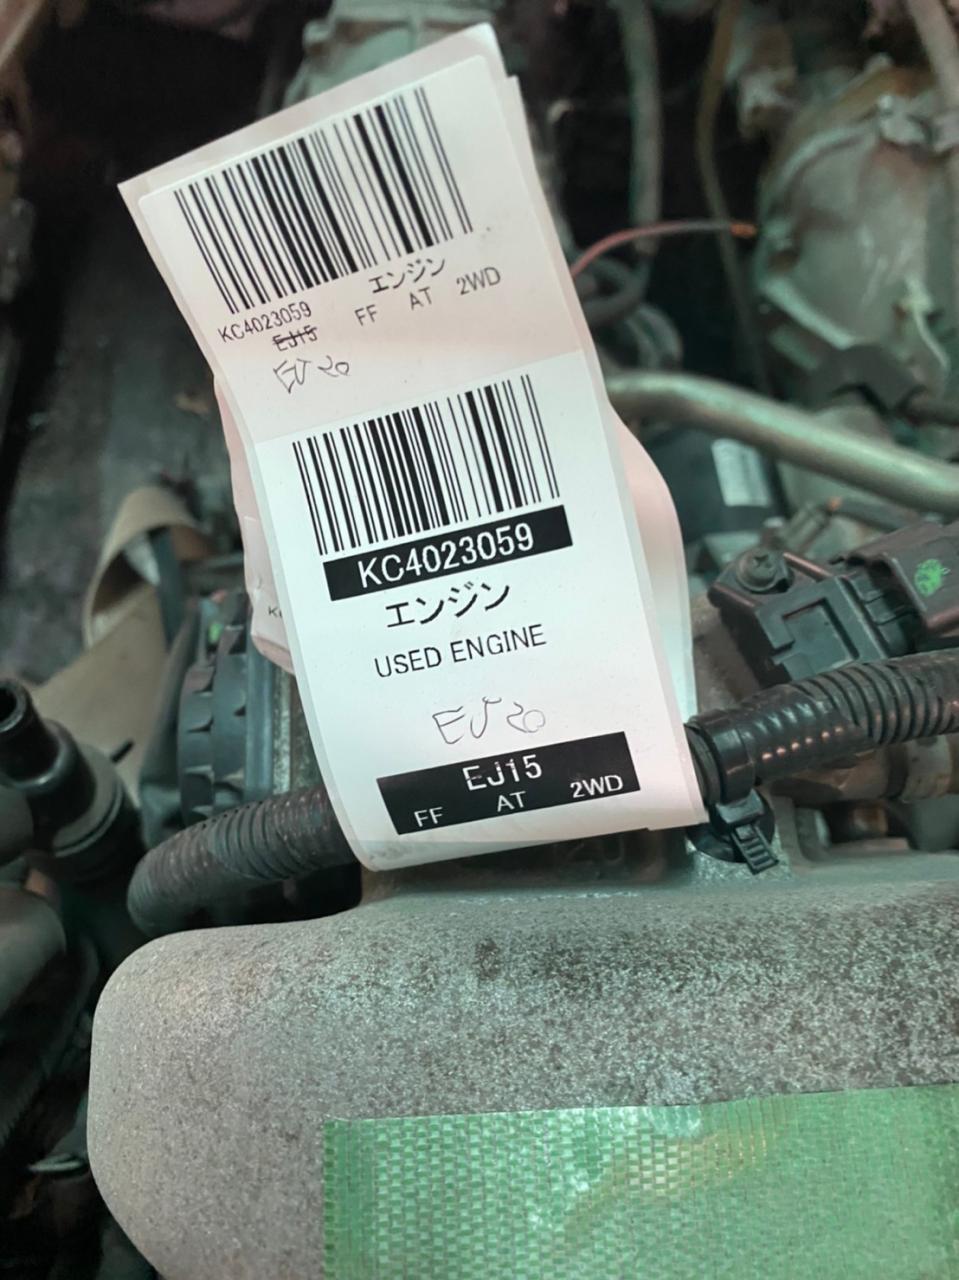 KC4023059 エンジン
EJ15 FF AT 2WD
EJ20
KC4023059
エンジン
USED ENGINE
EJ20
EJ15
FF AT 2WD